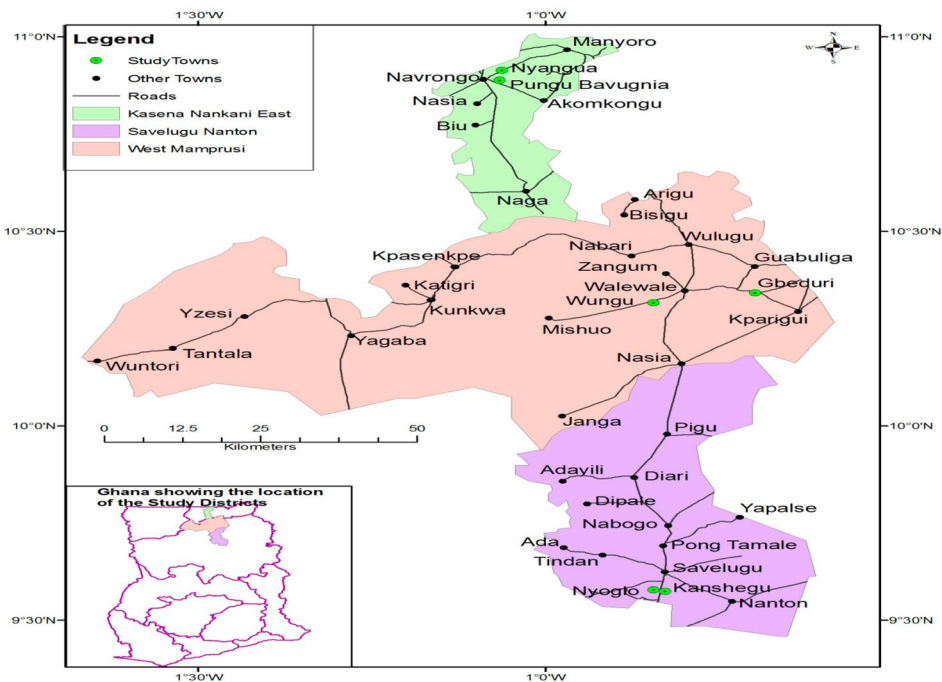 1°30'W
1°0'W
11°0'N
11°0'N
Legend
Study Towns
Other Towns
Roads
Kasena Nankani East
Savelugu Nanton
West Mamprusi
N
W
E
S
Manyoro
Nyangua
Navrongo
Pungu Bavugnia
Nasia
Akomkongu
Biu
Naga
Arigu
Bisigu
10°30'N
10°30'N
Wulugu
Nabari
Kpasenkpe
Guabuliga
Zangum
Katigri
Walewale
Gbeduri
Wungu
Kunkwa
Yzesi
Mishuo
Kparigui
Yagaba
Tantala
Nasia
Wuntori
Janga
10°0'N
10°0'N
Pigu
0 12.5 25 50
Kilometers
Adayili
Diari
Ghana showing the location
of the Study Districts
Dipale
Yapalse
Nabogo
Ada
Pong Tamale
Tindan
Savelugu
Nyoglo
Kanshegu
Nanton
9°30'N
9°30'N
1°30'W
1°0'W